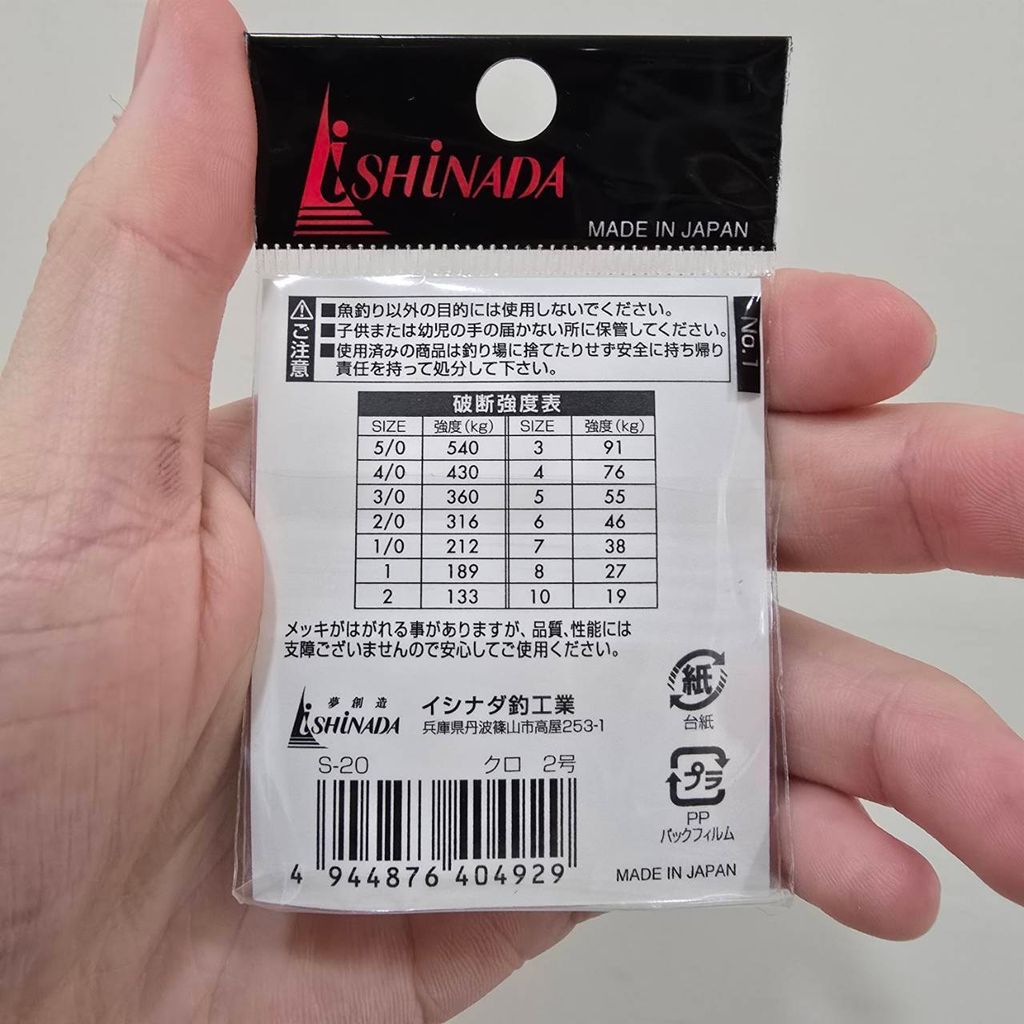 iSHiNADA
MADE IN JAPAN
No.1
ご注意
■魚釣り以外の目的には使用しないでください。
■子供または幼児の手の届かない所に保管してください。
■使用済みの商品は釣り場に捨てたりせず安全に持ち帰り
責任を持って処分して下さい。
破断強度表
SIZE 強度(kg) SIZE 強度(kg)
5/0 540 3 91
4/0 430 4 76
3/0 360 5 55
2/0 316 6 46
1/0 212 7 38
1 189 8 27
2 133 10 19
メッキがはがれる事がありますが、品質、性能には
支障ございませんので安心してご使用ください。
夢創造
iSHiNADA
イシナダ釣工業
兵庫県丹波篠山市高屋253-1
紙
台紙
S-20 クロ 2号
プラ
PP
パックフィルム
4 944876 404929
MADE IN JAPAN